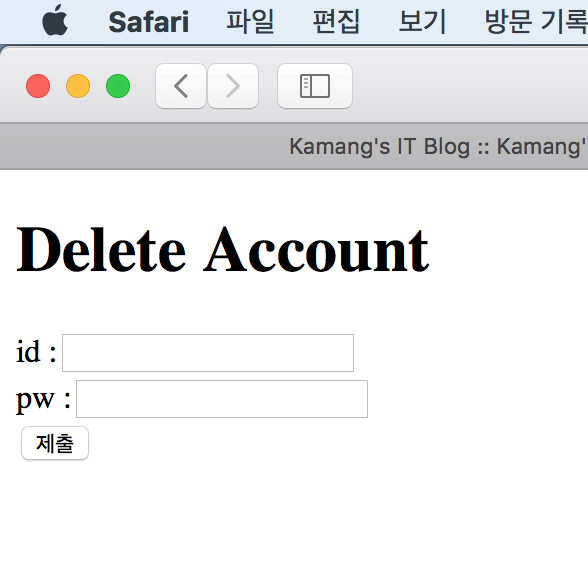 Safari 파일 편집 보기 방문 기록
Kamang's IT Blog :: Kamang'
Delete Account
id :
pw :
제출